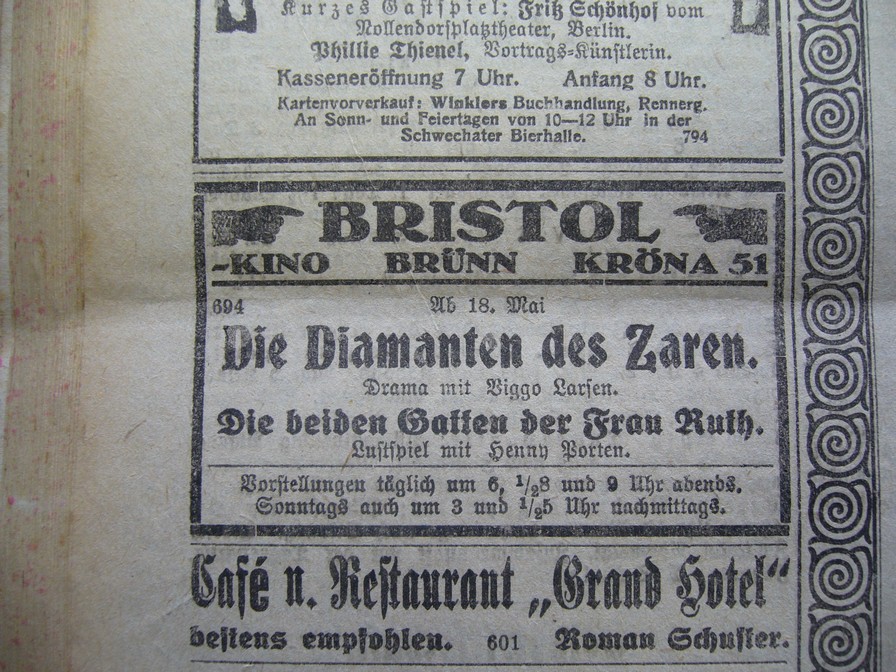 Kurzes Gastspiel: Fritz Schönhof vom
Nollendorfplatztheater, Berlin.
Phillie Thienel, Vortrags-Künstlerin.
Kasseneröffnung 7 Uhr. Anfang 8 Uhr.
Kartenvorverkauf: Winklers Buchhandlung, Rennerg.
An Sonn- und Feiertagen von 10—12 Uhr in der
Schwechater Bierhalle. 794
BRISTOL
-KINO BRÜNN KRÖNA 51
694 Ab 18. Mai
Die Diamanten des Zaren.
Drama mit Viggo Larsen.
Die beiden Gatten der Frau Ruth.
Lustspiel mit Henny Porten.
Vorstellungen täglich um 6, 1/28 und 9 Uhr abends.
Sonntags auch um 3 und 1/25 Uhr nachmittags.
Café n. Restaurant „Grand Hotel“
bestens empfohlen. 601 Roman Schuster.